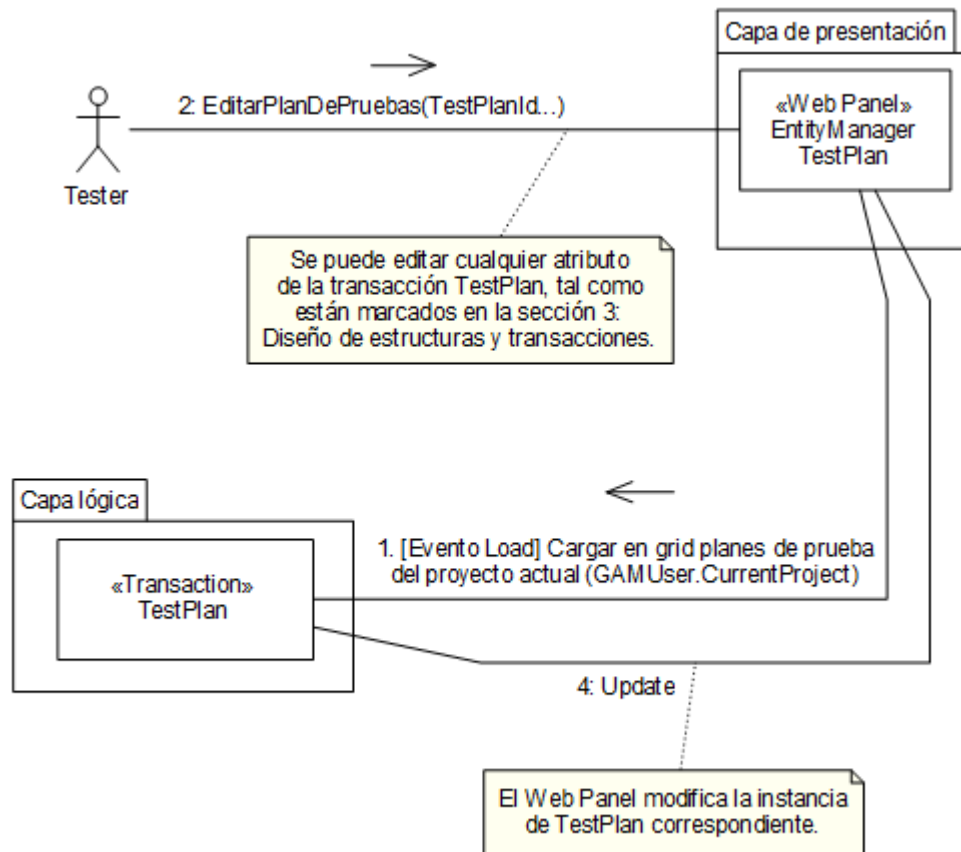 Capa de presentación
«Web Panel»
EntityManager
TestPlan
2: EditarPlanDePruebas(TestPlanId...)
Tester
Se puede editar cualquier atributo
de la transacción TestPlan, tal como
están marcados en la sección 3:
Diseño de estructuras y transacciones.
Capa lógica
«Transaction»
TestPlan
1. [Evento Load] Cargar en grid planes de prueba
del proyecto actual (GAMUser.CurrentProject)
4: Update
El Web Panel modifica la instancia
de TestPlan correspondiente.